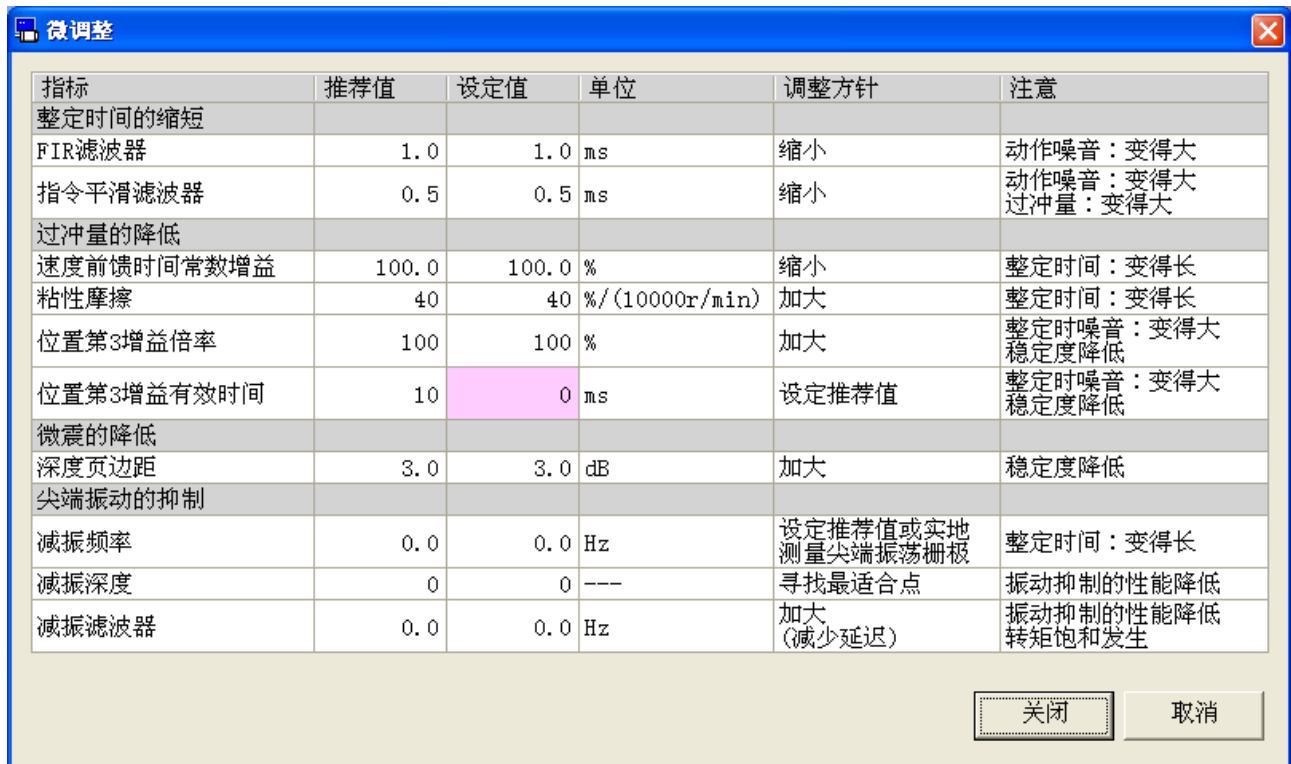 微调整
指标 推荐值 设定值 单位 调整方针 注意
整定时间的缩短
FIR滤波器 1.0 1.0 ms 缩小 动作噪音：变得大
指令平滑滤波器 0.5 0.5 ms 缩小 动作噪音：变得大
过冲量：变得大
过冲量的降低
速度前馈时间常数增益 100.0 100.0 % 缩小 整定时间：变得长
粘性摩擦 40 40 %/(10000r/min) 加大 整定时间：变得长
位置第3增益倍率 100 100 % 加大 整定时噪音：变得大
稳定度降低
位置第3增益有效时间 10 0 ms 设定推荐值 整定时噪音：变得大
稳定度降低
微震的降低
深度页边距 3.0 3.0 dB 加大 稳定度降低
尖端振动的抑制
减振频率 0.0 0.0 Hz 设定推荐值或实地
测量尖端振荡栅极 整定时间：变得长
减振深度 0 0 --- 寻找最适合点 振动抑制的性能降低
减振滤波器 0.0 0.0 Hz 加大 振动抑制的性能降低
(减少延迟) 转矩饱和发生
关闭 取消